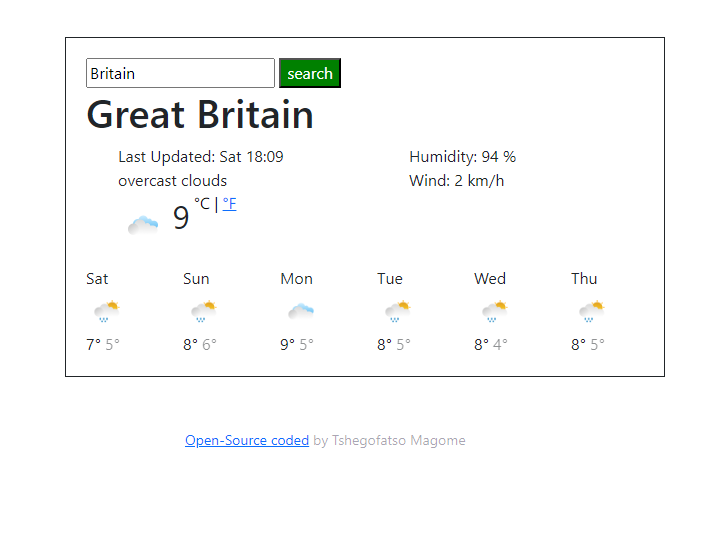 Britain search
Great Britain
Last Updated: Sat 18:09
overcast clouds
Humidity: 94 %
Wind: 2 km/h
9 °C | °F
Sat Sun Mon Tue Wed Thu
7° 5° 8° 6° 9° 5° 8° 5° 8° 4° 8° 5°
Open-Source coded by Tshegofatso Magome